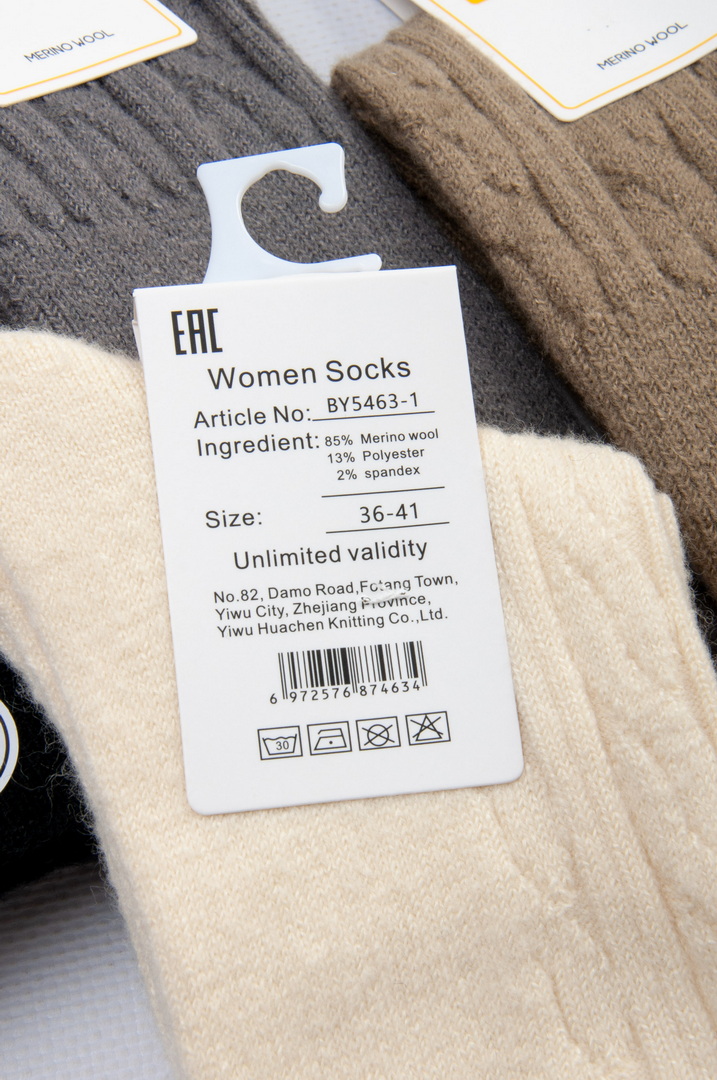 MERINO WOOL
MERINO WOOL
EAC
Women Socks
Article No: BY5463-1
Ingredient: 85% Merino wool
13% Polyester
2% spandex
Size: 36-41
Unlimited validity
No.82, Damo Road, Fotang Town,
Yiwu City, Zhejiang Province,
Yiwu Huachen Knitting Co.,Ltd.
6 972576 874634
30